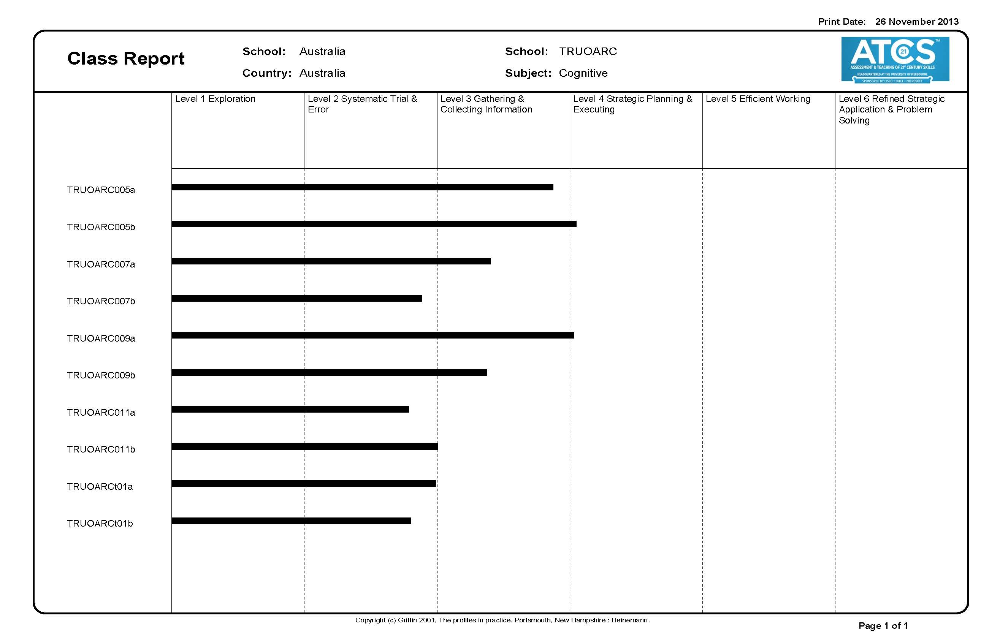 Print Date: 26 November 2013
Class Report
School: Australia
School: TRUOARC
Country: Australia
Subject: Cognitive
ATCS 21 ™
ASSESSMENT & TEACHING OF 21ST CENTURY SKILLS
HEADQUARTERED AT THE UNIVERSITY OF MELBOURNE
SPONSORED BY CISCO • INTEL • MICROSOFT
Level 1 Exploration
Level 2 Systematic Trial &
Error
Level 3 Gathering &
Collecting Information
Level 4 Strategic Planning &
Executing
Level 5 Efficient Working
Level 6 Refined Strategic
Application & Problem
Solving
TRUOARC005a
TRUOARC005b
TRUOARC007a
TRUOARC007b
TRUOARC009a
TRUOARC009b
TRUOARC011a
TRUOARC011b
TRUOARCt01a
TRUOARCt01b
Copyright (c) Griffin 2001, The profiles in practice. Portsmouth, New Hampshire : Heinemann.
Page 1 of 1